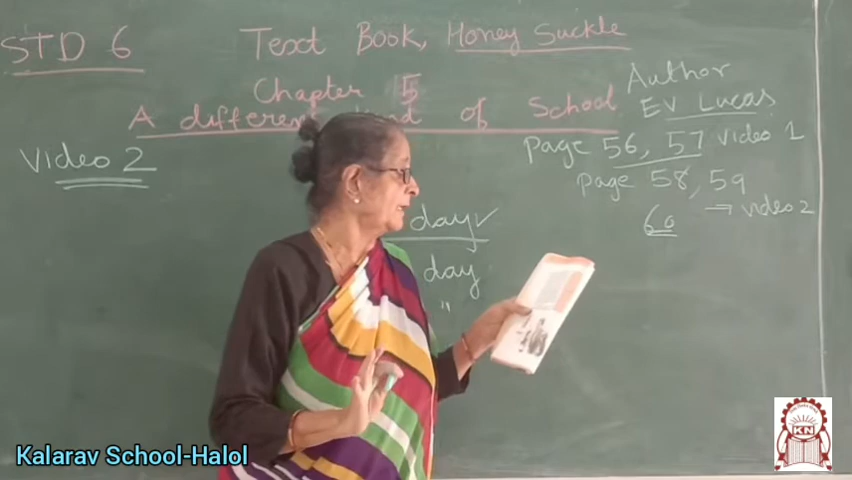 STD 6
Text Book, Honey Suckle
Chapter 5
A different of School
Author
EV Lucas
Page 56, 57 video 1
page 58, 59
60 → video 2
Video 2
day
day
"
Kalarav School-Halol
KN